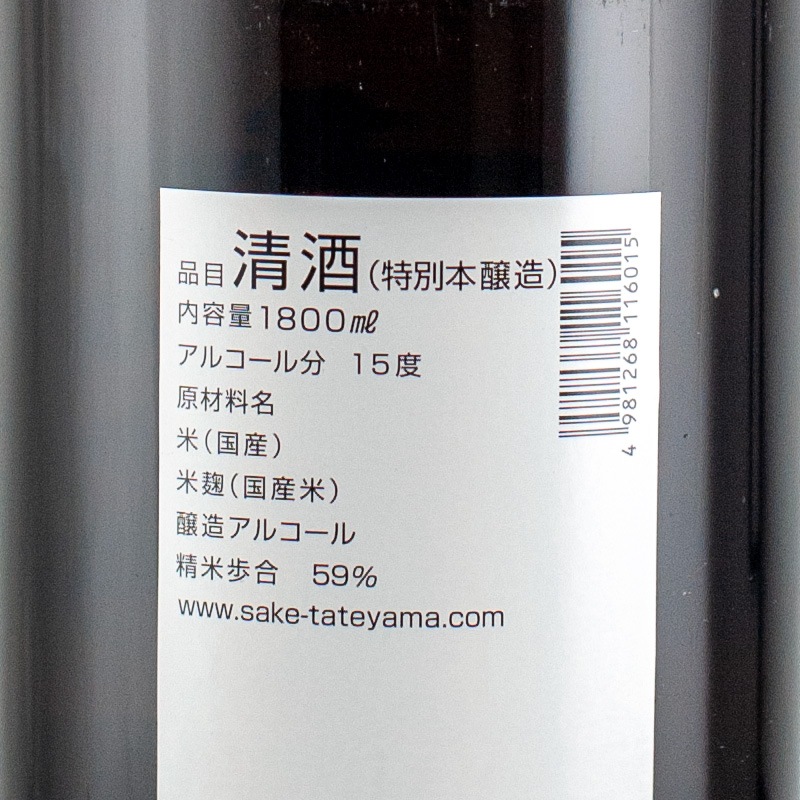 品目 清酒(特別本醸造)
内容量1800㎖
アルコール分 15度
原材料名
米(国産)
米麹(国産米)
醸造アルコール
精米歩合 59%
www.sake-tateyama.com
4 981268 116015